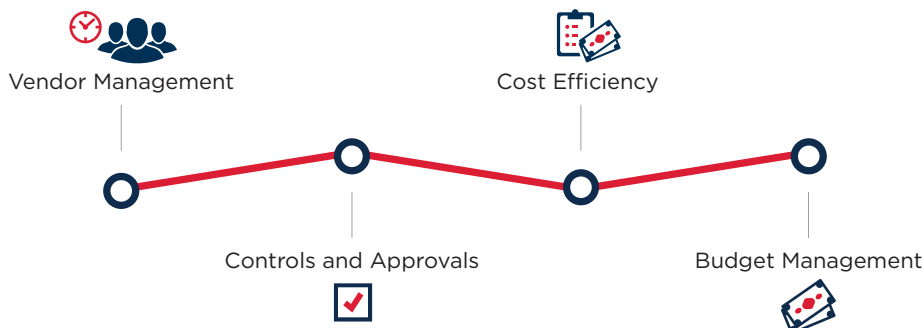 Vendor Management
Cost Efficiency
Controls and Approvals
Budget Management